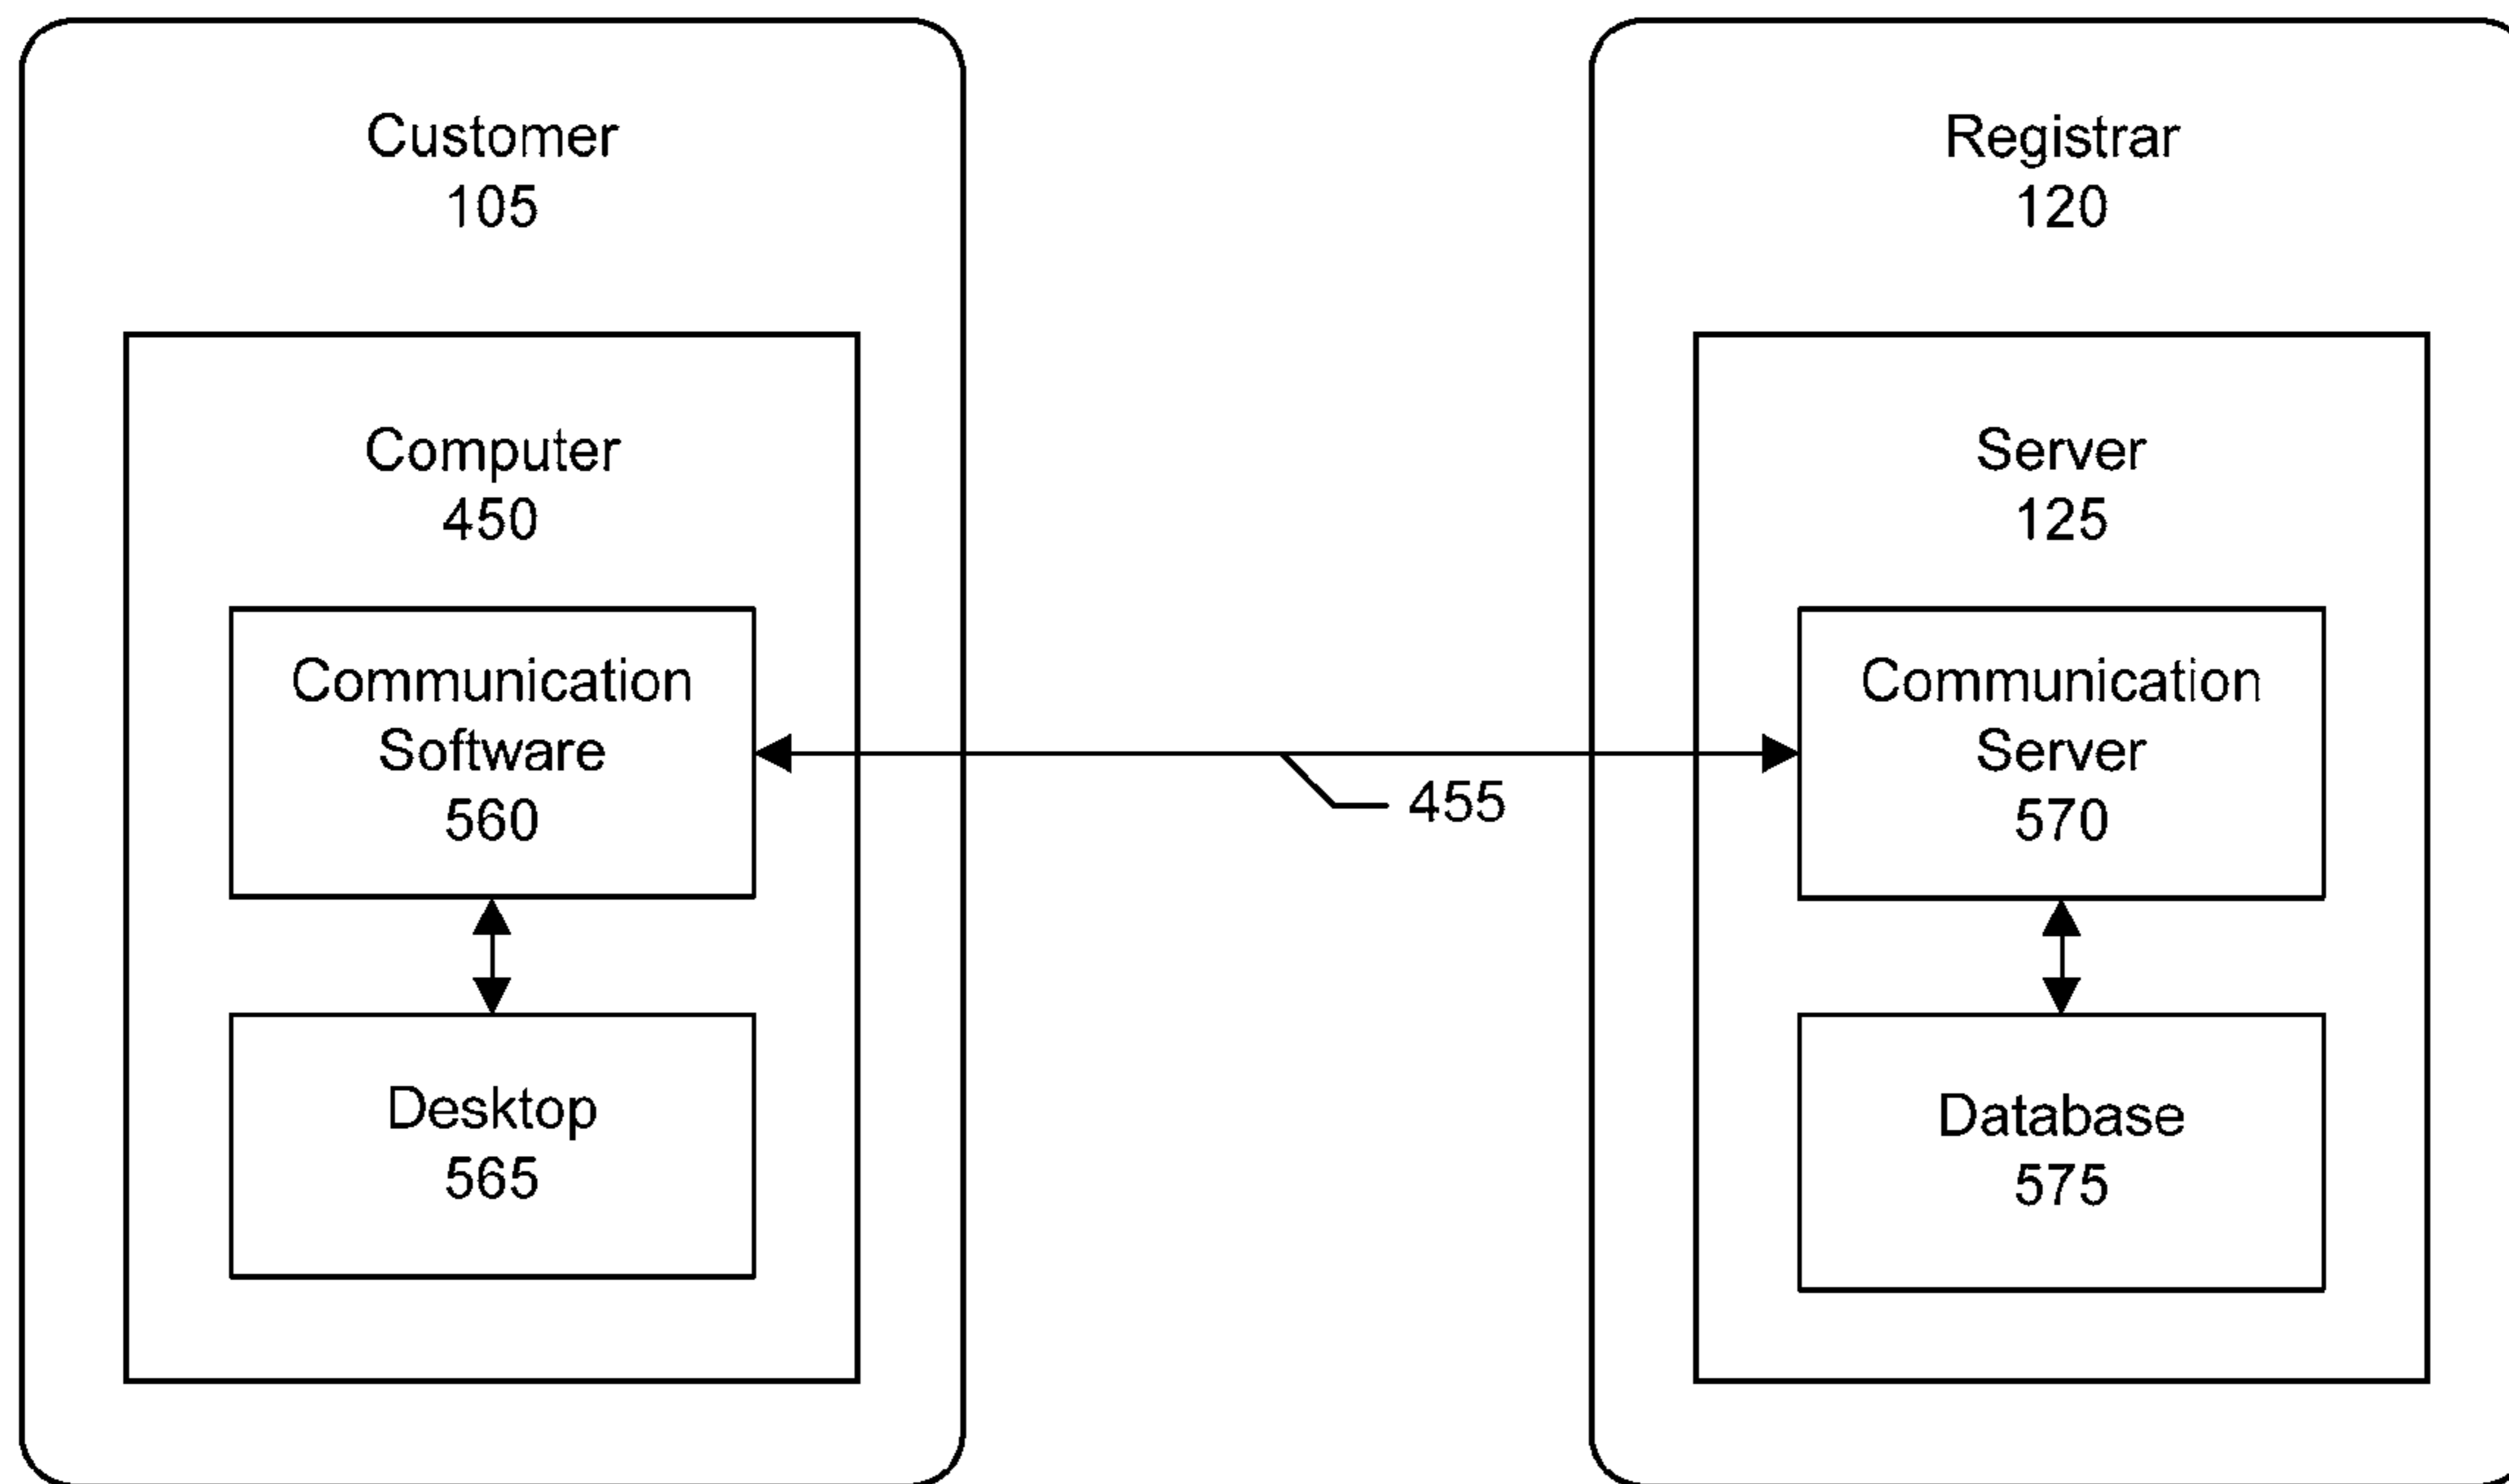 Customer
105
Computer
450
Communication
Software
560
Desktop
565
455
Registrar
120
Server
125
Communication
Server
570
Database
575